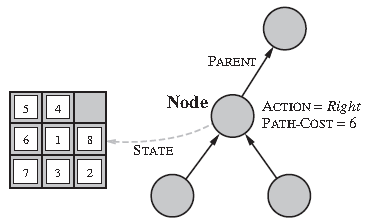 PARENT
Node
ACTION = Right
PATH-COST = 6
STATE
5 4
6 1 8
7 3 2